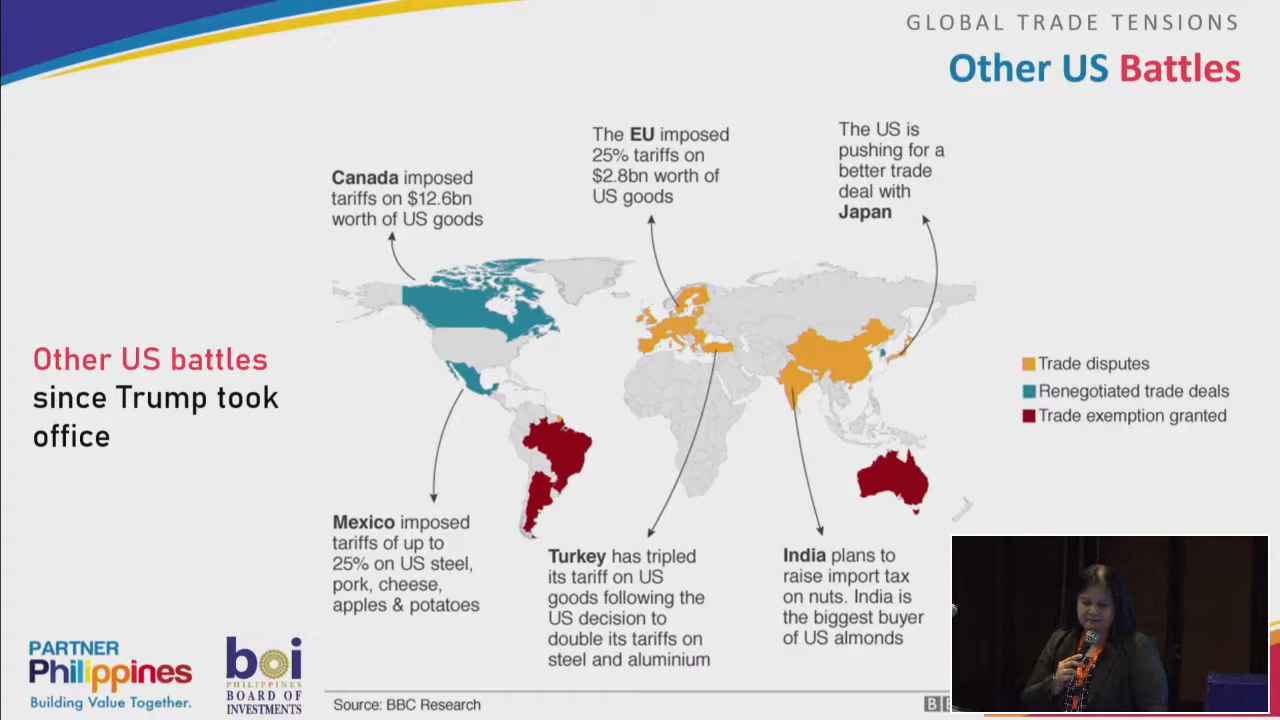 GLOBAL TRADE TENSIONS
Other US Battles
Canada imposed
tariffs on $12.6bn
worth of US goods
The EU imposed
25% tariffs on
$2.8bn worth of
US goods
The US is
pushing for a
better trade
deal with
Japan
Other US battles
since Trump took
office
Trade disputes
Renegotiated trade deals
Trade exemption granted
Mexico imposed
tariffs of up to
25% on US steel,
pork, cheese,
apples & potatoes
Turkey has tripled
its tariff on US
goods following the
US decision to
double its tariffs on
steel and aluminium
India plans to
raise import tax
on nuts. India is
the biggest buyer
of US almonds
PARTNER
Philippines
Building Value Together.
boi
PHILIPPINES
BOARD OF
INVESTMENTS
Source: BBC Research
B